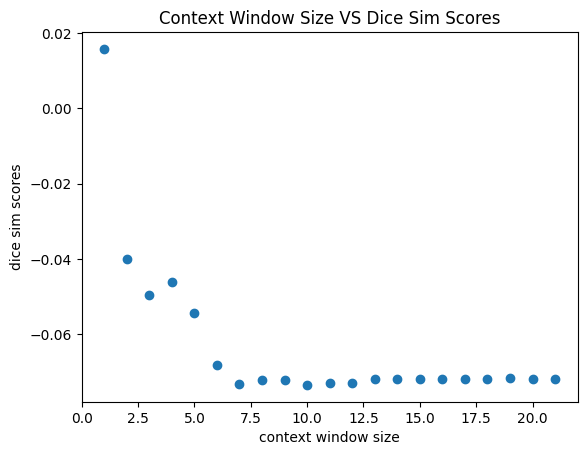 Context Window Size VS Dice Sim Scores
0.02
0.00
−0.02
−0.04
−0.06
dice sim scores
0.0 2.5 5.0 7.5 10.0 12.5 15.0 17.5 20.0
context window size